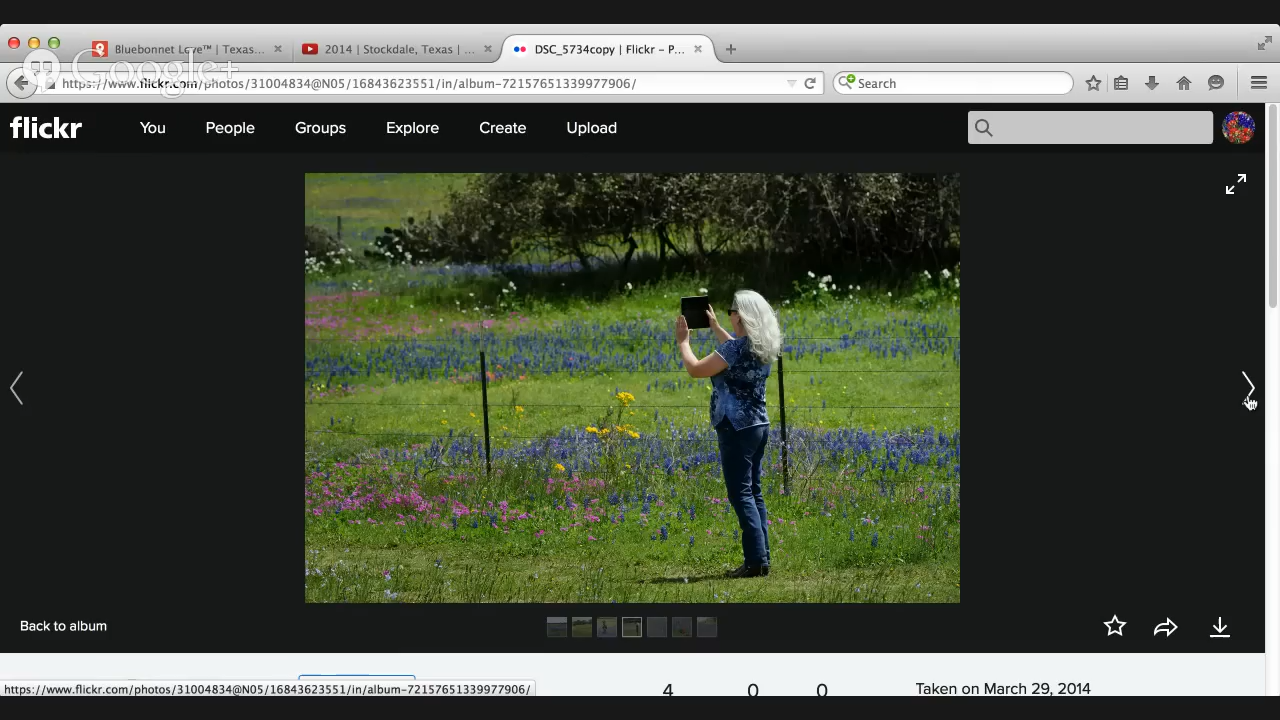 Bluebonnet Love™ | Texas...
2014 | Stockdale, Texas | ...
DSC_5734copy | Flickr – P...
Google+
https://www.flickr.com/photos/31004834@N05/16843623551/in/album-72157651339977906/
Search
flickr
You
People
Groups
Explore
Create
Upload
Back to album
https://www.flickr.com/photos/31004834@N05/16843623551/in/album-72157651339977906/
4
0
0
Taken on March 29, 2014